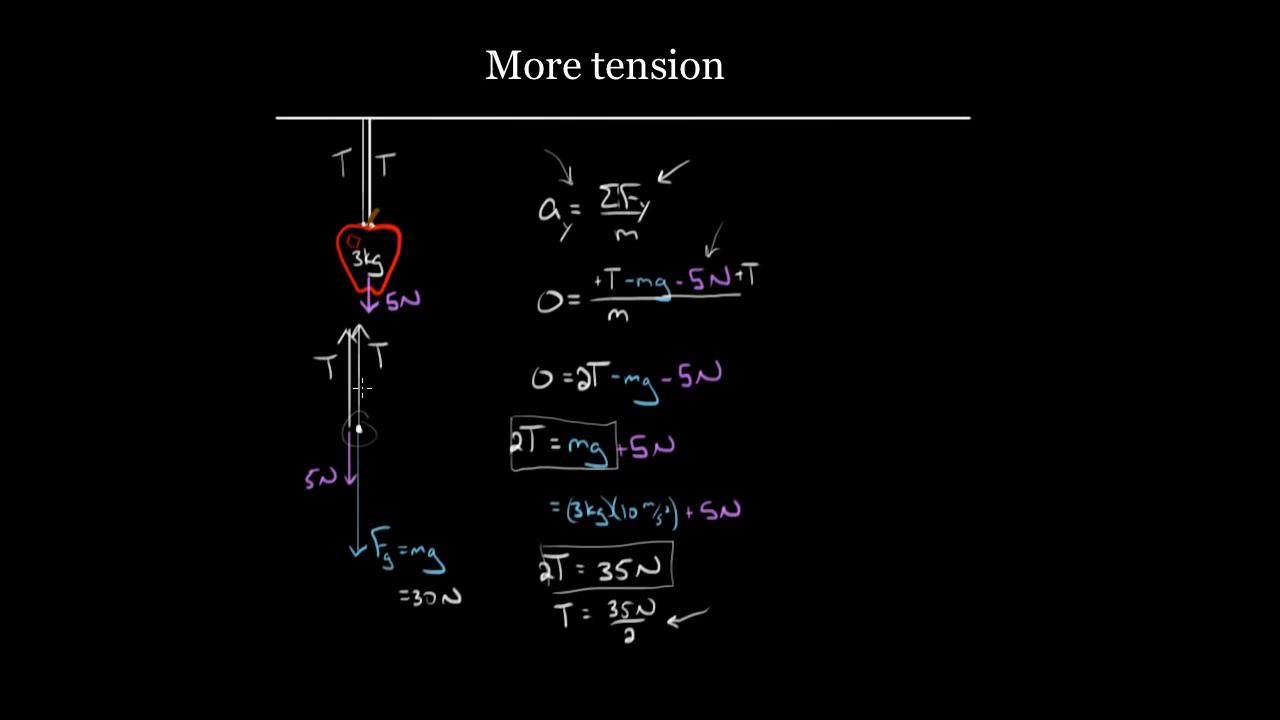 More tension
T T
3kg
5N
T T
5N
Fg = mg
= 30N
ay = ΣFy / m
0 = +T - mg - 5N + T / m
0 = 2T - mg - 5N
2T = mg + 5N
= (3kg)(10 m/s²) + 5N
2T = 35N
T = 35N / 2